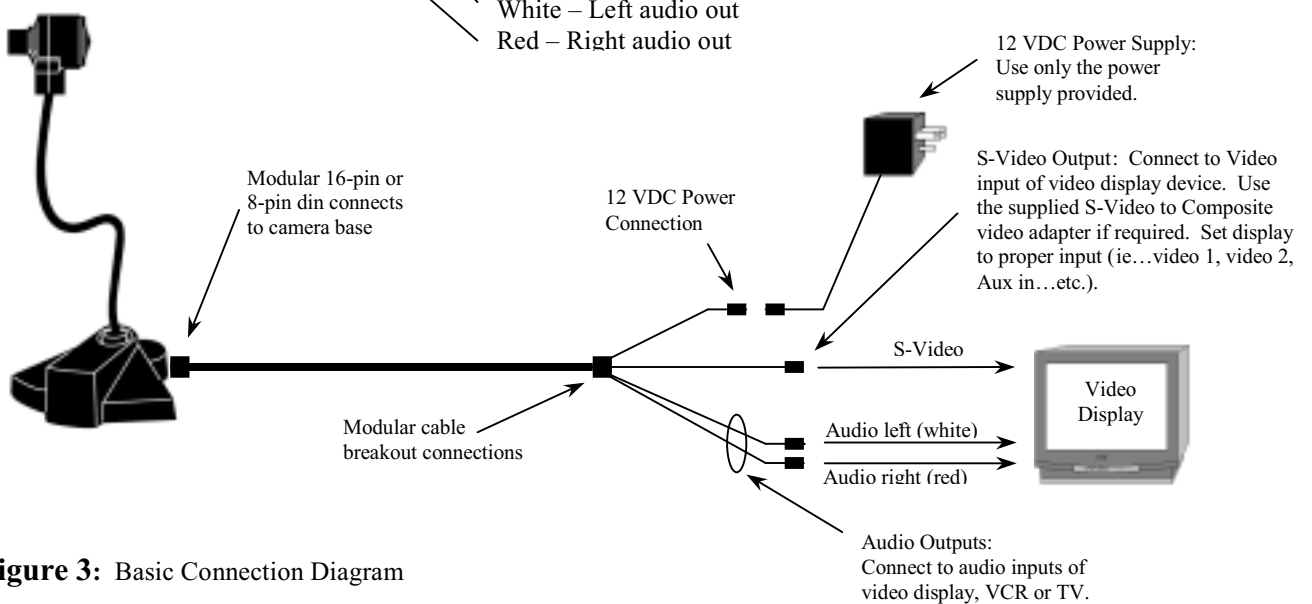 White – Left audio out
Red – Right audio out
12 VDC Power Supply:
Use only the power
supply provided.
S-Video Output:  Connect to Video
input of video display device.  Use
the supplied S-Video to Composite
video adapter if required.  Set display
to proper input (ie…video 1, video 2,
Aux in…etc.).
Modular 16-pin or
8-pin din connects
to camera base
12 VDC Power
Connection
S-Video
Video
Display
Modular cable
breakout connections
Audio left (white)
Audio right (red)
Audio Outputs:
Connect to audio inputs of
video display, VCR or TV.
igure 3:  Basic Connection Diagram